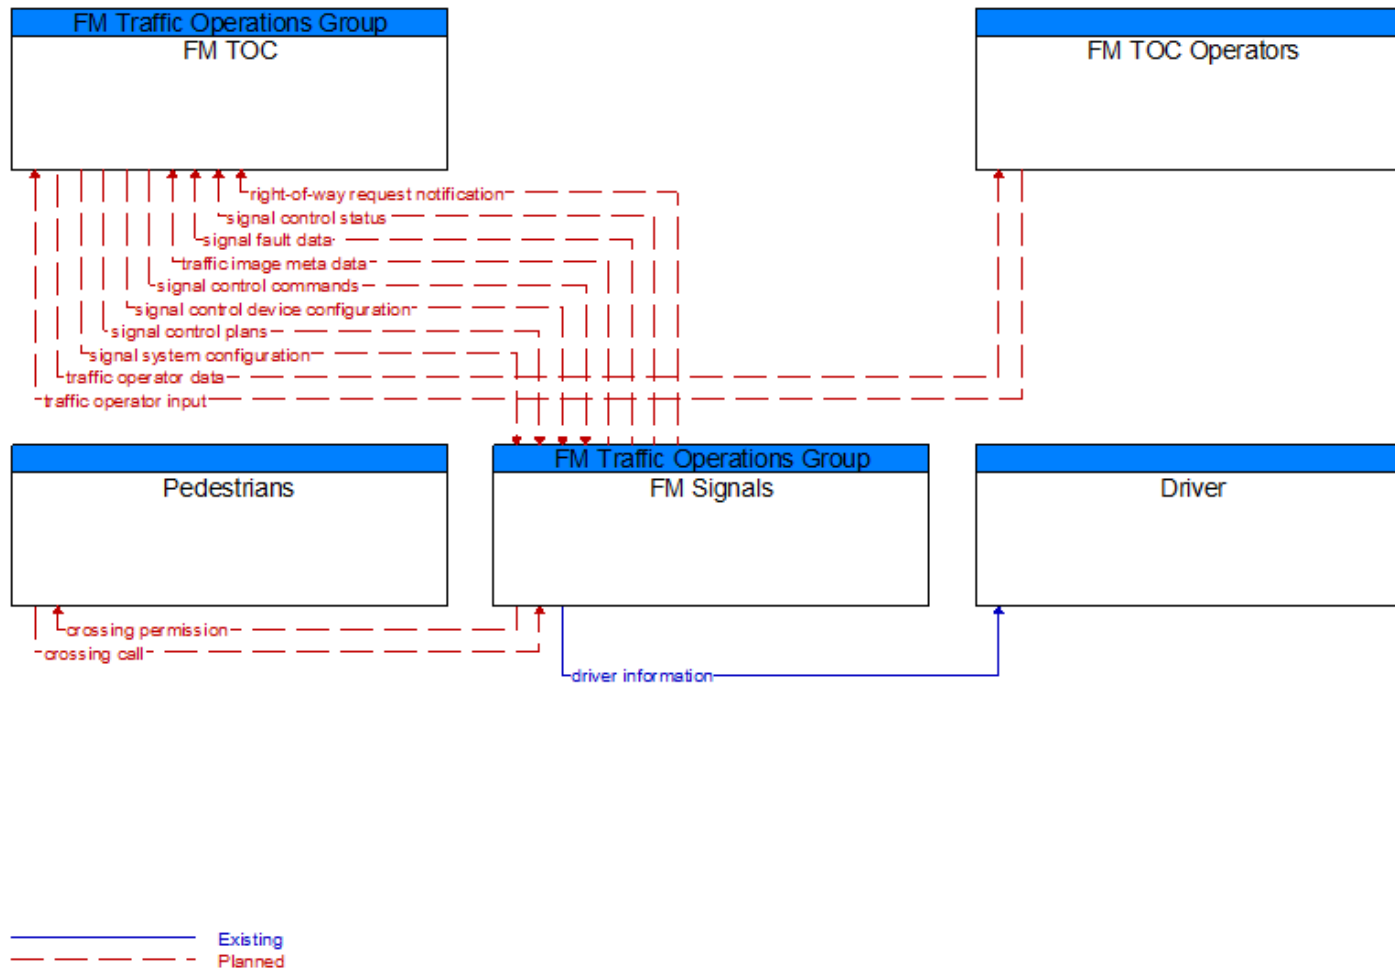 FM Traffic Operations Group
FM TOC
FM TOC Operators
right-of-way request notification
signal control status
signal fault data
traffic image meta data
signal control commands
signal control device configuration
signal control plans
signal system configuration
traffic operator data
traffic operator input
Pedestrians
FM Traffic Operations Group
FM Signals
Driver
crossing permission
crossing call
driver information
Existing
Planned